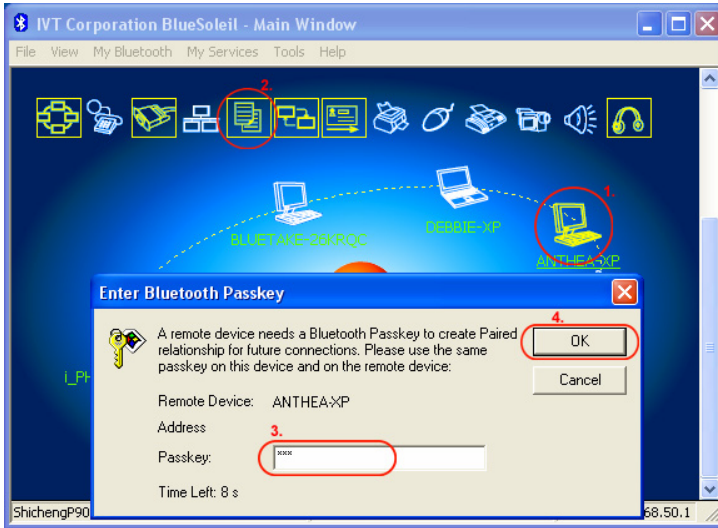 IVT Corporation BlueSoleil - Main Window
File View My Bluetooth My Services Tools Help
2.
1.
BLUETAKE-26KRQC
DEBBIE-XP
ANTHEA-XP
Enter Bluetooth Passkey
4.
A remote device needs a Bluetooth Passkey to create Paired
relationship for future connections. Please use the same
passkey on this device and on the remote device:
OK
Cancel
i_PH
Remote Device: ANTHEA-XP
Address
3.
Passkey: xxx
Time Left: 8 s
ShichengP90
68.50.1